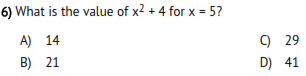 6) What is the value of x² + 4 for x = 5?
A) 14 C) 29
B) 21 D) 41